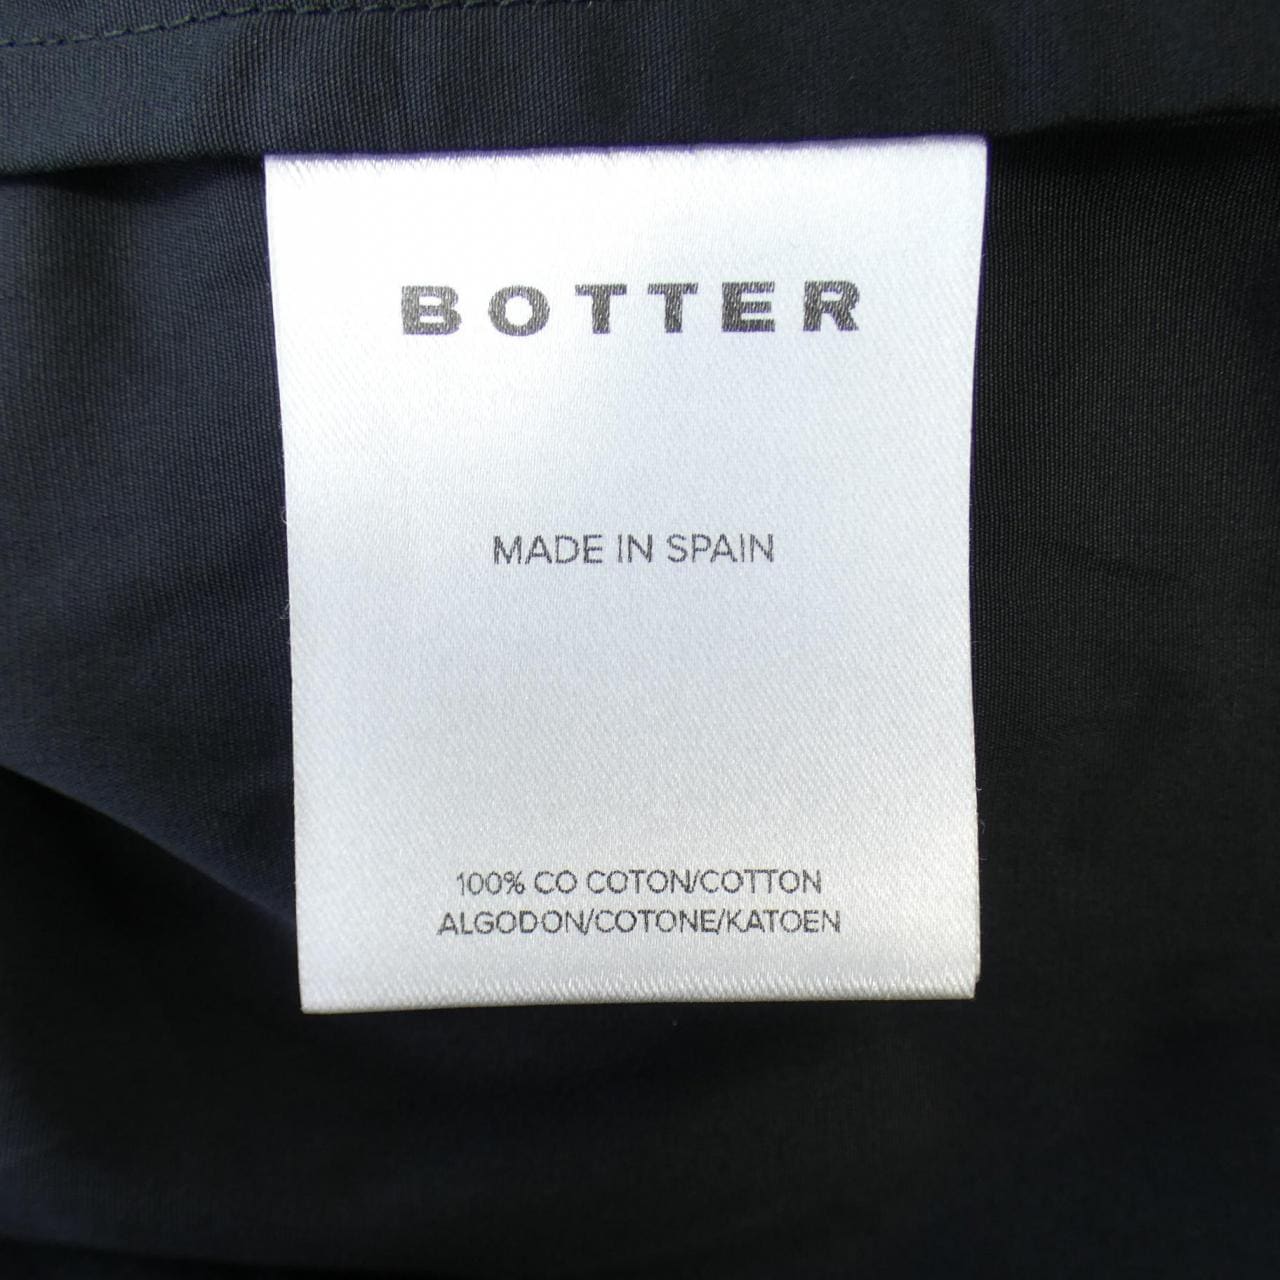 BOTTER
MADE IN SPAIN
100% CO COTON/COTTON
ALGODON/COTONE/KATOEN